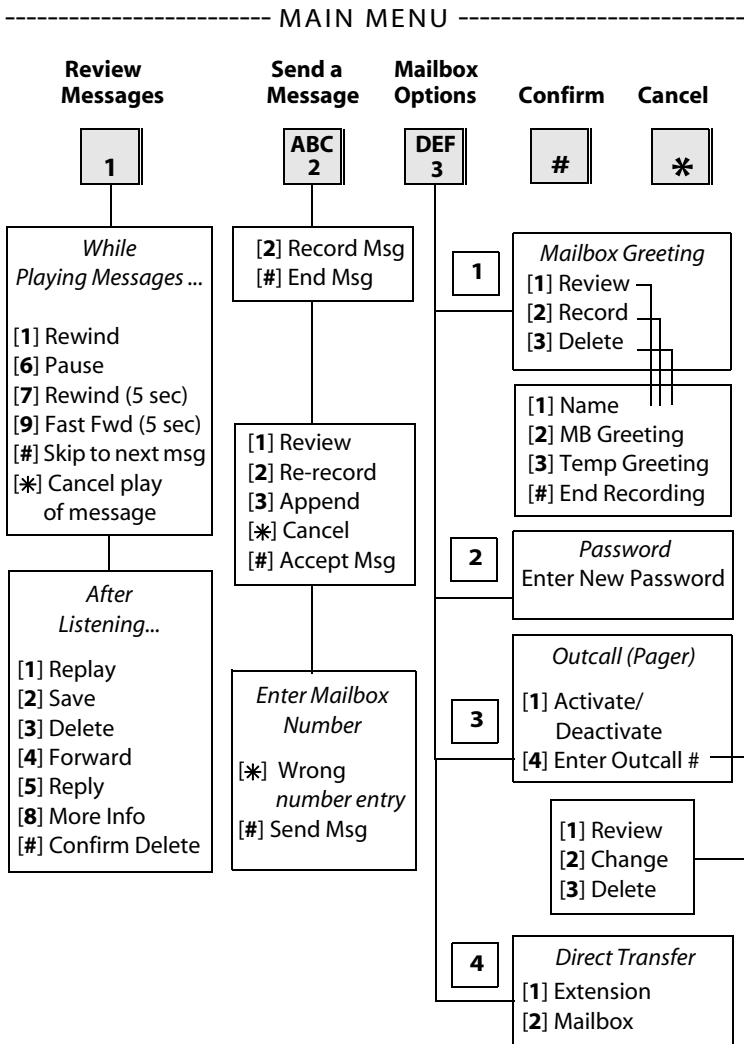 MAIN MENU
Review
Messages
Send a
Message
Mailbox
Options
Confirm
Cancel
1
ABC
2
DEF
3
#
*
While
Playing Messages ...
[1] Rewind
[6] Pause
[7] Rewind (5 sec)
[9] Fast Fwd (5 sec)
[#] Skip to next msg
[*] Cancel play
of message
After
Listening...
[1] Replay
[2] Save
[3] Delete
[4] Forward
[5] Reply
[8] More Info
[#] Confirm Delete
[2] Record Msg
[#] End Msg
[1] Review
[2] Re-record
[3] Append
[*] Cancel
[#] Accept Msg
Enter Mailbox
Number
[*] Wrong
number entry
[#] Send Msg
1
Mailbox Greeting
[1] Review
[2] Record
[3] Delete
[1] Name
[2] MB Greeting
[3] Temp Greeting
[#] End Recording
2
Password
Enter New Password
3
Outcall (Pager)
[1] Activate/
Deactivate
[4] Enter Outcall #
[1] Review
[2] Change
[3] Delete
4
Direct Transfer
[1] Extension
[2] Mailbox